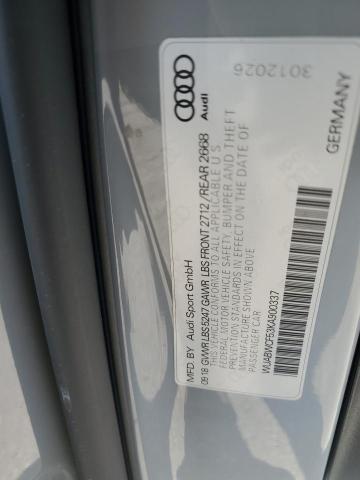 Audi
3012026
MFD. BY Audi Sport GmbH
09.18 GVWR LBS 5247 GAWR LBS FRONT 2712/REAR 2668
THIS VEHICLE CONFORMS TO ALL APPLICABLE U S
FEDERAL MOTOR VEHICLE SAFETY, BUMPER AND THEFT
PREVENTION STANDARDS IN EFFECT ON THE DATE OF
MANUFACTURE SHOWN ABOVE
PASSENGER CAR
WUABWCF53KA900337
GERMANY